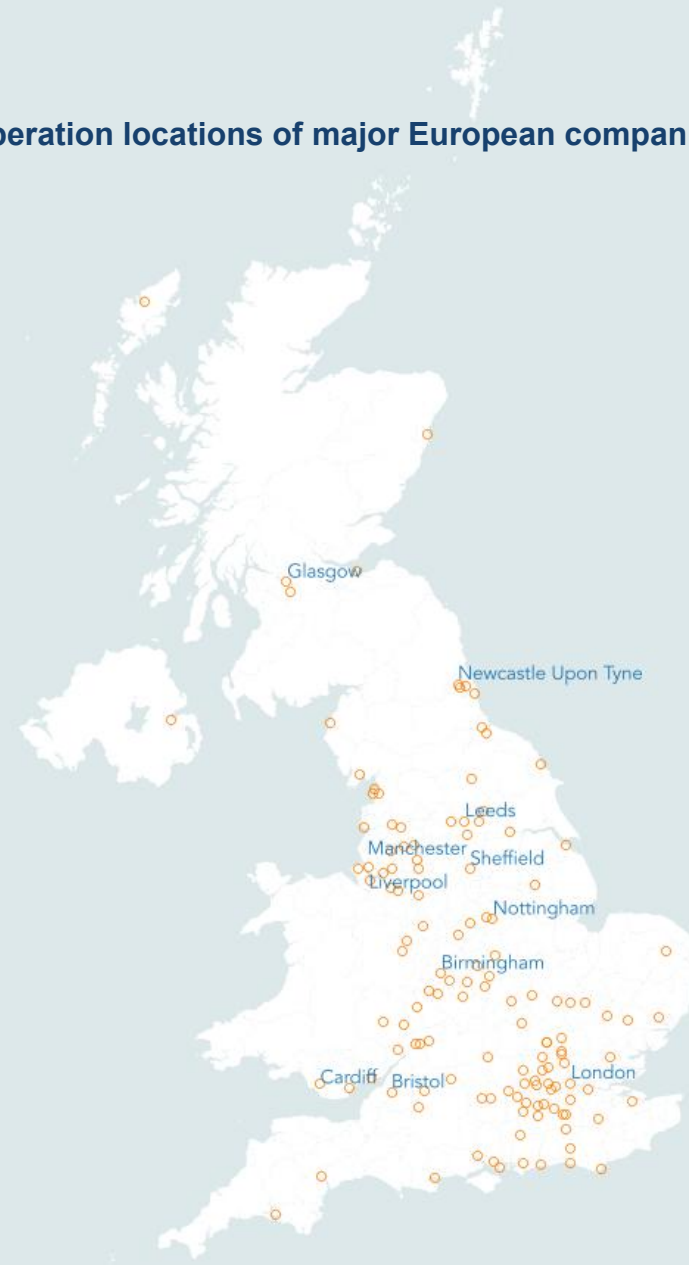 peration locations of major European compan
Glasgow
Newcastle Upon Tyne
Leeds
Manchester
Sheffield
Liverpool
Nottingham
Birmingham
London
Cardiff
Bristol